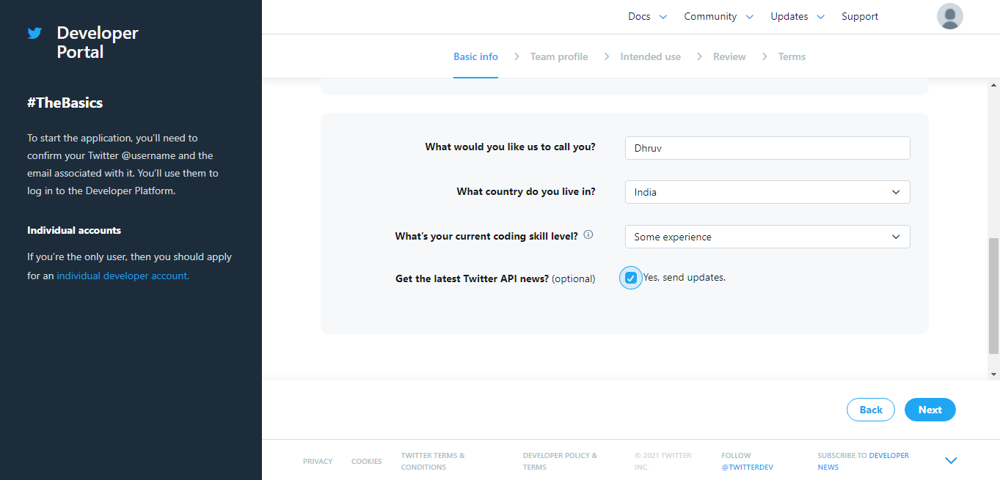 Developer
Portal
#TheBasics
To start the application, you’ll need to
confirm your Twitter @username and the
email associated with it. You’ll use them to
log in to the Developer Platform.
Individual accounts
If you’re the only user, then you should apply
for an individual developer account.
Docs Community Updates Support
Basic info Team profile Intended use Review Terms
What would you like us to call you? Dhruv
What country do you live in? India
What’s your current coding skill level? Some experience
Get the latest Twitter API news? (optional) Yes, send updates.
Back Next
PRIVACY
COOKIES
TWITTER TERMS &
CONDITIONS
DEVELOPER POLICY &
TERMS
© 2021 TWITTER
INC.
FOLLOW
@TWITTERDEV
SUBSCRIBE TO DEVELOPER
NEWS